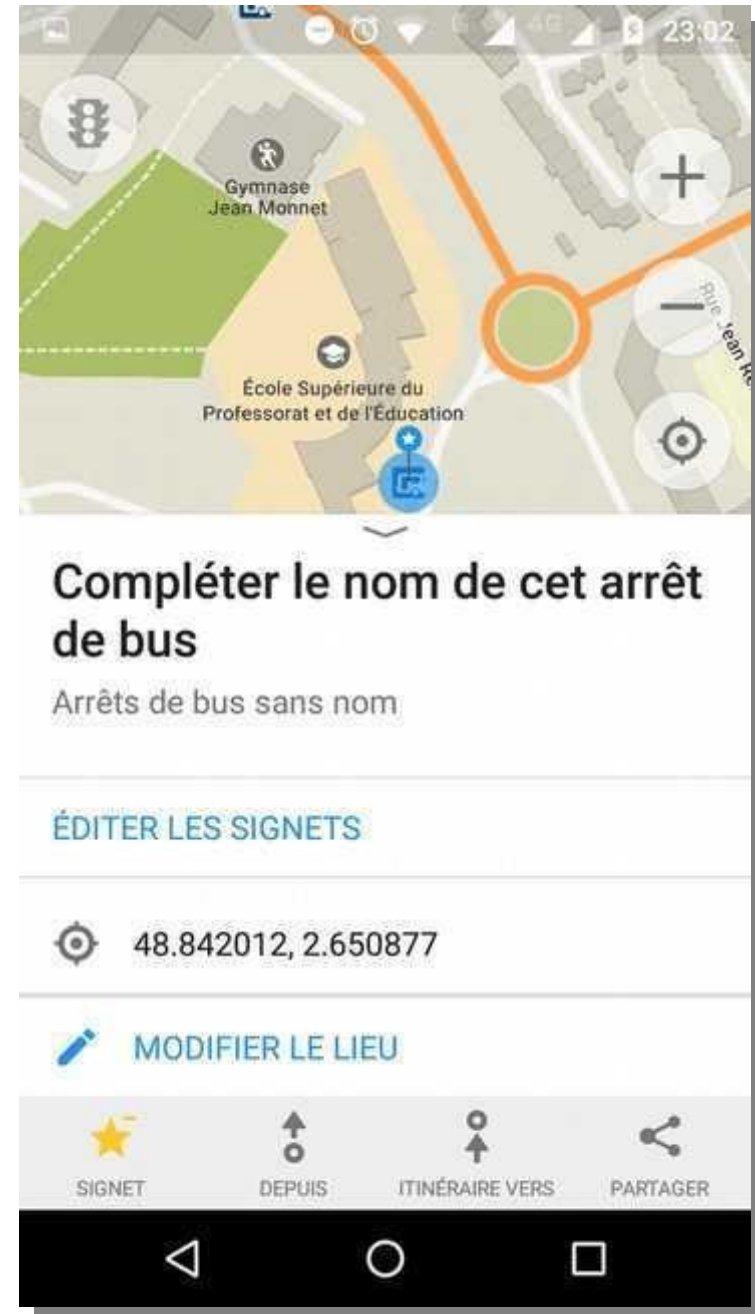 23:02
Gymnase
Jean Monnet
École Supérieure du
Professorat et de l'Éducation
Rue Jean
Compléter le nom de cet arrêt
de bus
Arrêts de bus sans nom
ÉDITER LES SIGNETS
48.842012, 2.650877
MODIFIER LE LIEU
SIGNET
DEPUIS
ITINÉRAIRE VERS
PARTAGER